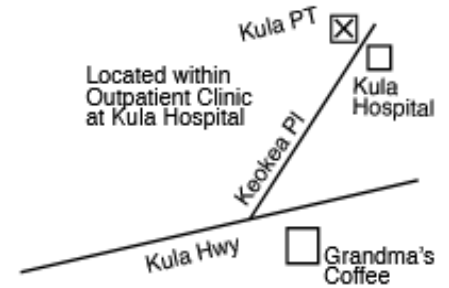 Kula PT
Located within
Outpatient Clinic
at Kula Hospital
Kula
Hospital
Keokea Pl
Kula Hwy
Grandma's
Coffee